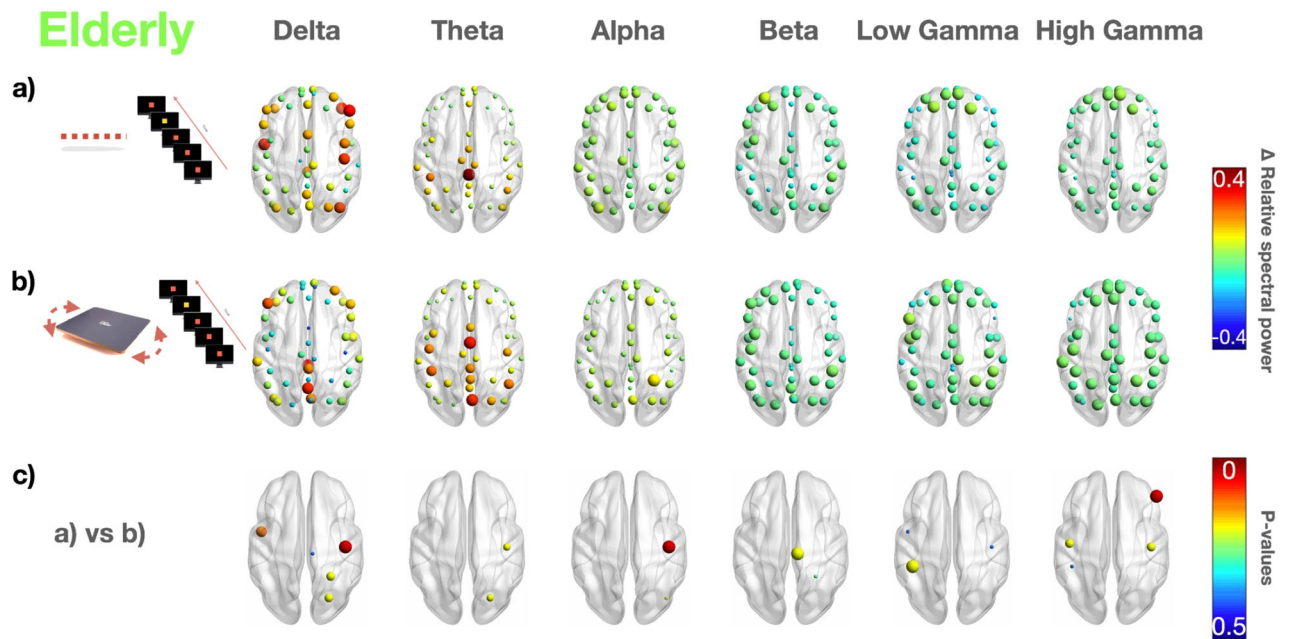 Elderly
Delta Theta Alpha Beta Low Gamma High Gamma
a)
0.4
-0.4
Δ Relative spectral power
b)
c)
a) vs b)
0
0.5
P-values